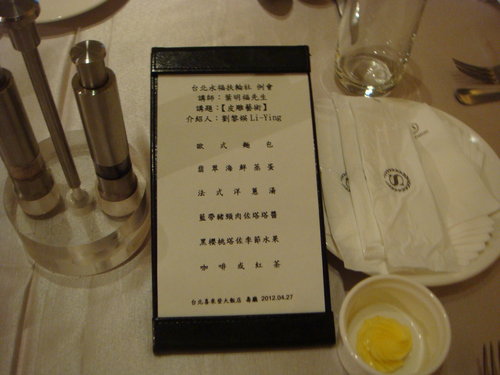 台北永福扶輪社 例會
講師：葉明福先生
講題：【皮雕藝術】
介紹人：劉黎媖 Li-Ying
歐式麵包
翡翠海鮮茶蛋
法式洋蔥湯
藍帶豬頸肉佐塔塔醬
黑櫻桃塔佐季節水果
咖啡或紅茶
台北喜來登大飯店 壽廳 2012.04.27